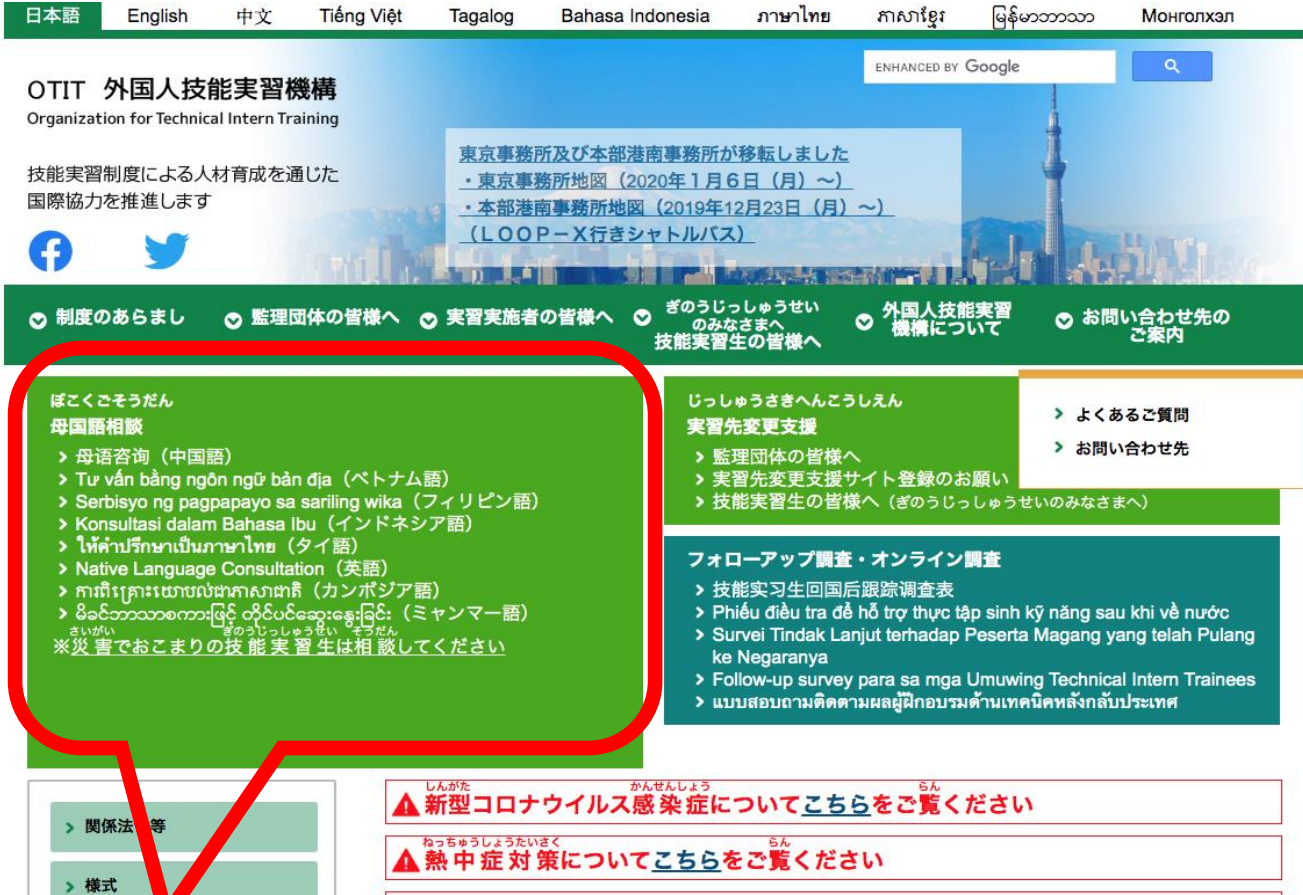 日本語 English 中文 Tiếng Việt Tagalog Bahasa Indonesia ภาษาไทย ភាសាខ្មែរ မြန်မာဘာသာ Монголхэл
ENHANCED BY Google
OTIT 外国人技能実習機構
Organization for Technical Intern Training
技能実習制度による人材育成を通じた
国際協力を推進します
東京事務所及び本部港南事務所が移転しました
・東京事務所地図（2020年１月６日（月）～）
・本部港南事務所地図（2019年12月23日（月）～）
（ＬＯＯＰ－Ｘ行きシャトルバス）
制度のあらまし
監理団体の皆様へ
実習実施者の皆様へ
ぎのうじっしゅうせい
のみなさまへ
技能実習生の皆様へ
外国人技能実習
機構について
お問い合わせ先の
ご案内
ぼこくごそうだん
母国語相談
母语咨询（中国語）
Tư vấn bằng ngôn ngữ bản địa（ベトナム語）
Serbisyo ng pagpapayo sa sariling wika（フィリピン語）
Konsultasi dalam Bahasa Ibu（インドネシア語）
ให้คำปรึกษาเป็นภาษาไทย（タイ語）
Native Language Consultation（英語）
ការពិគ្រោះយោបល់ជាភាសាជាតិ（カンボジア語）
မိခင်ဘာသာစကားဖြင့် တိုင်ပင်ဆွေးနွေးခြင်း（ミャンマー語）
さいがい ぎのうじっしゅうせい そうだん
※災害でおこまりの技能実習生は相談してください
じっしゅうさきへんこうしえん
実習先変更支援
監理団体の皆様へ
実習先変更支援サイト登録のお願い
技能実習生の皆様へ（ぎのうじっしゅうせいのみなさまへ）
よくあるご質問
お問い合わせ先
フォローアップ調査・オンライン調査
技能实习生回国后跟踪调查表
Phiếu điều tra để hỗ trợ thực tập sinh kỹ năng sau khi về nước
Survei Tindak Lanjut terhadap Peserta Magang yang telah Pulang
ke Negaranya
Follow-up survey para sa mga Umuwing Technical Intern Trainees
แบบสอบถามติดตามผลผู้ฝึกอบรมด้านเทคนิคหลังกลับประเทศ
関係法 等
様式
しんがた かんせんしょう らん
新型コロナウイルス感染症についてこちらをご覧ください
ねっちゅうしょうたいさく らん
熱中症対策についてこちらをご覧ください